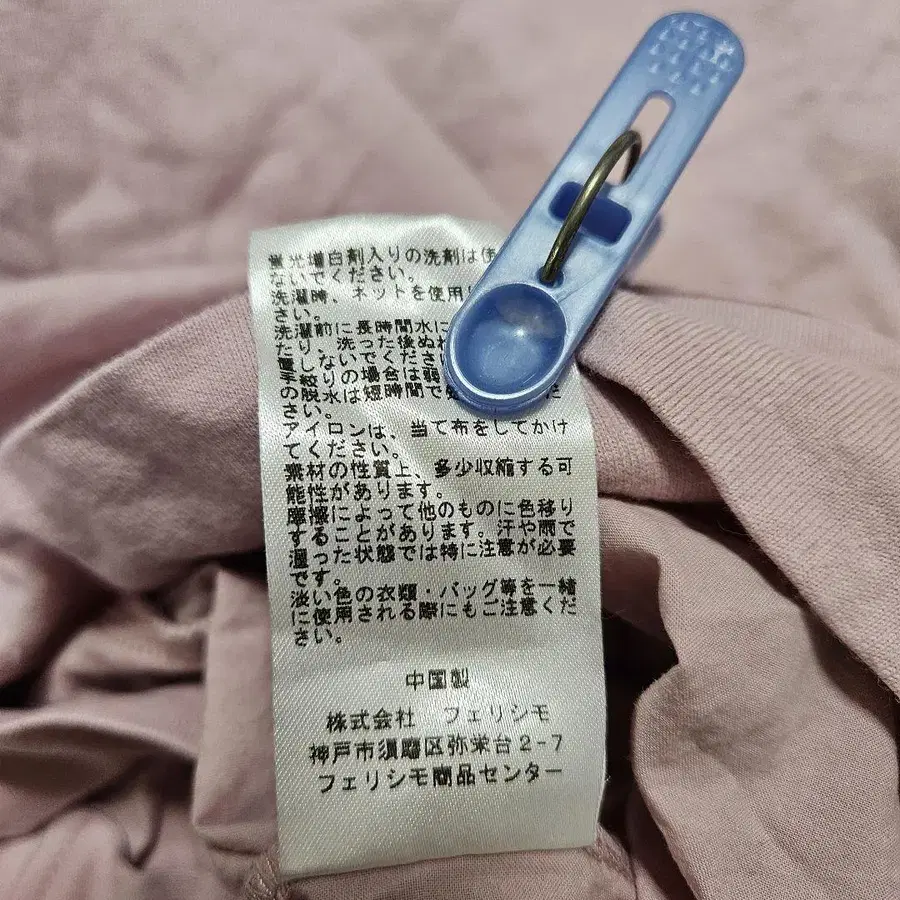 蛍光増白剤入りの洗剤は
ないでください。
洗濯時、ネットを使用
さい。
洗濯前に長時間水に
たり、洗った後ぬれ
置しないでくださ
手絞りの場合は弱
の脱水は短時間で
さい。
アイロンは、当て布をしてかけ
てください。
素材の性質上、多少収縮する可
能性があります。
摩擦によって他のものに色移り
することがあります。汗や雨で
湿った状態では特に注意が必要
です。
淡い色の衣類・バッグ等を一緒
に使用される際にもご注意くだ
さい。
中国製
株式会社　フェリシモ
神戸市須磨区弥栄台2-7
フェリシモ商品センター